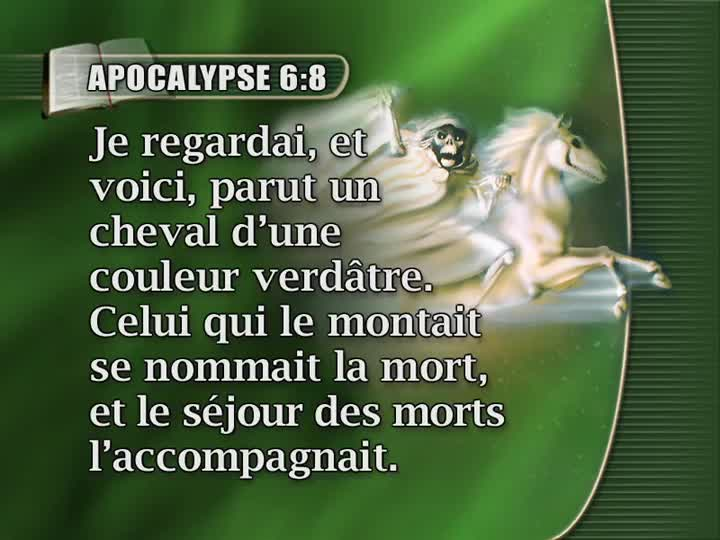 APOCALYPSE 6:8
Je regardai, et
voici, parut un
cheval d’une
couleur verdâtre.
Celui qui le montait
se nommait la mort,
et le séjour des morts
l’accompagnait.